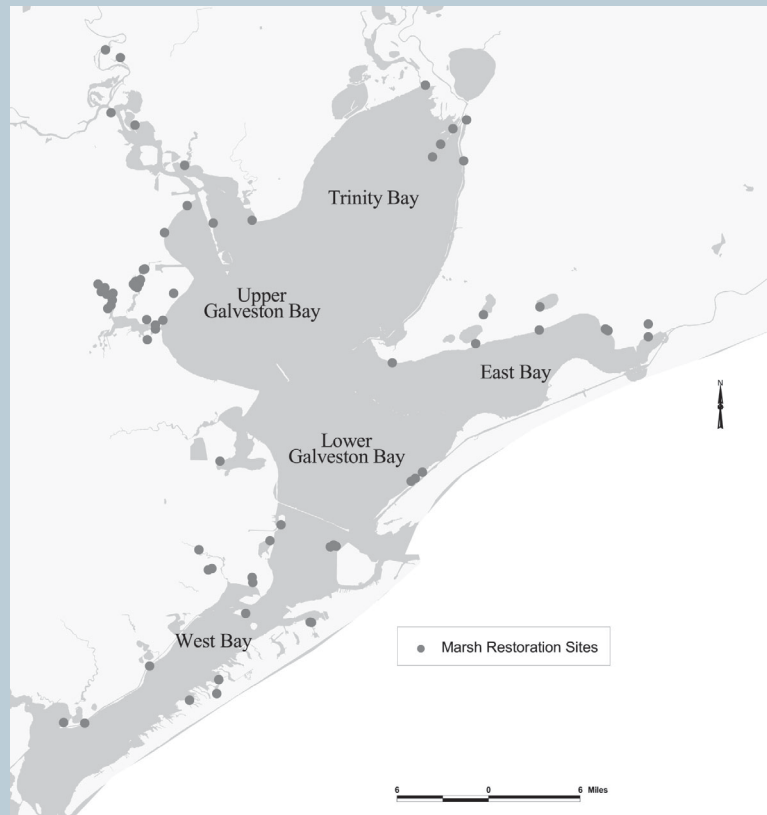 Trinity Bay
Upper
Galveston Bay
East Bay
N
Lower
Galveston Bay
West Bay
Marsh Restoration Sites
6 0 6 Miles